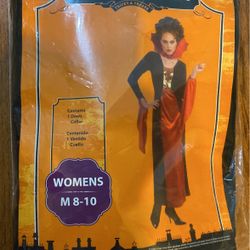 Contents:
1 Dress
Collar
Contenido:
1 Vestido
Cuello
WOMENS
M 8-10